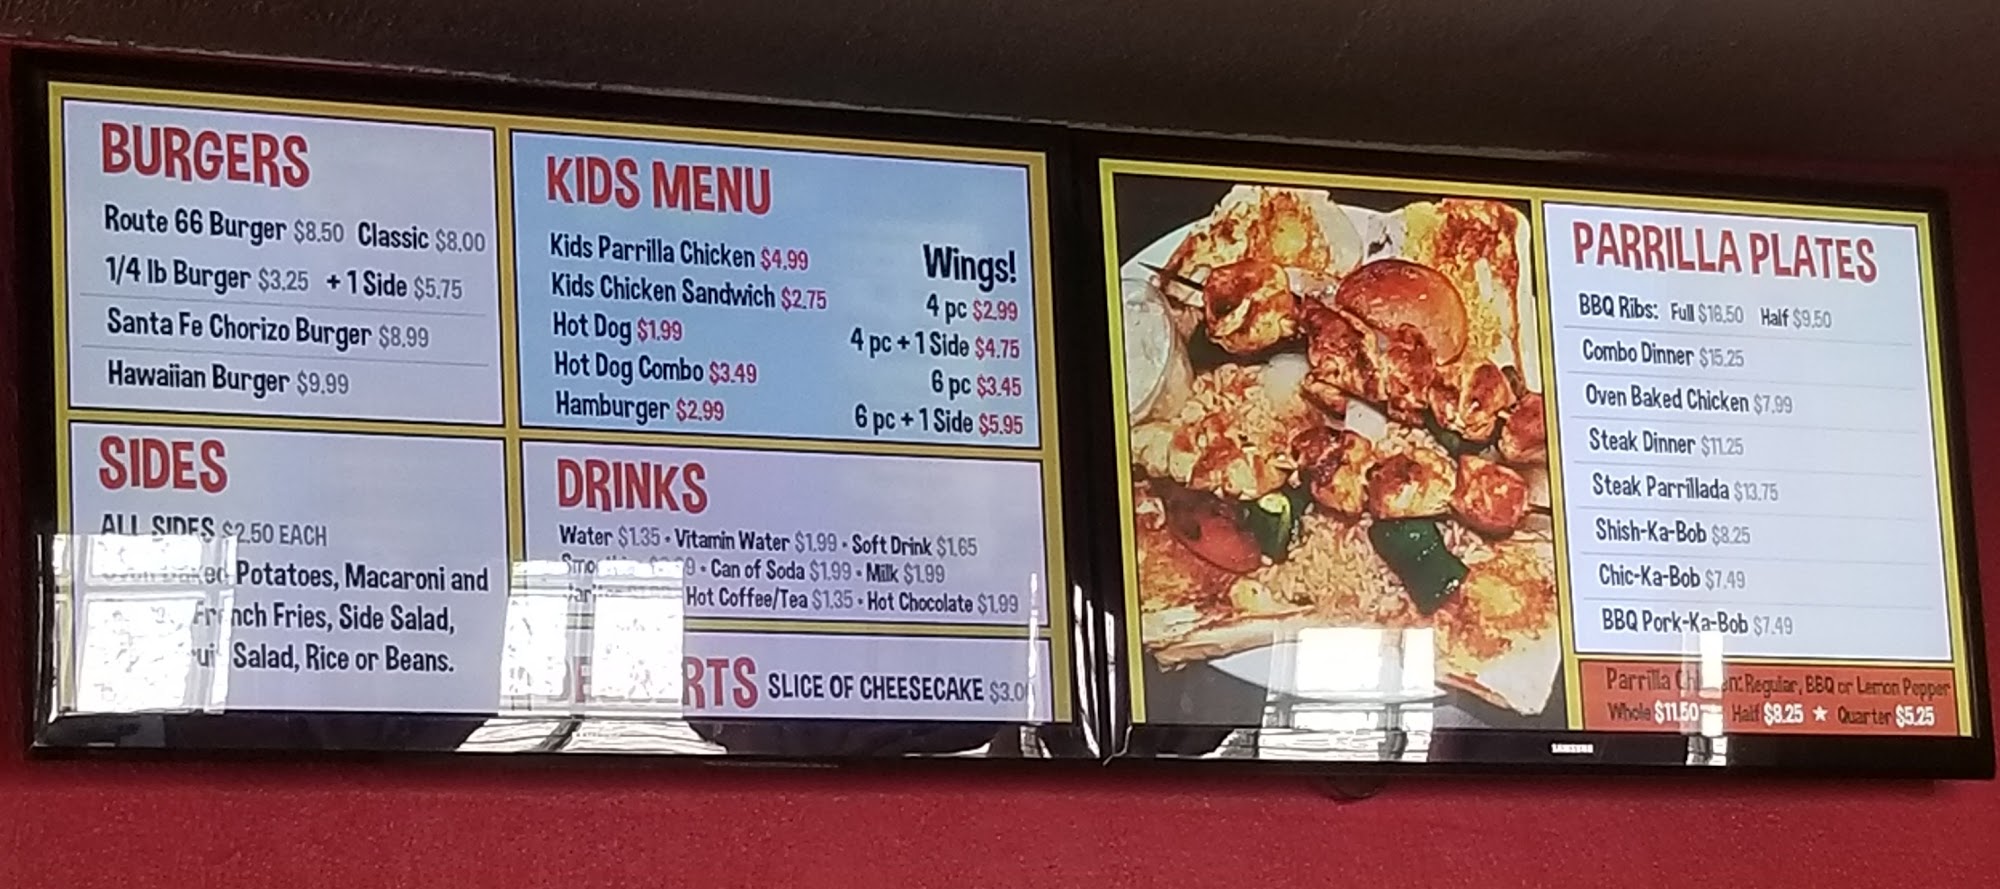 BURGERS
Route 66 Burger $8.50 Classic $8.00
1/4 lb Burger $3.25 + 1 Side $5.75
Santa Fe Chorizo Burger $8.99
Hawaiian Burger $9.99
SIDES
ALL SIDES $2.50 EACH
Potatoes, Macaroni and
French Fries, Side Salad,
Salad, Rice or Beans.
KIDS MENU
Kids Parrilla Chicken $4.99
Kids Chicken Sandwich $2.75
Hot Dog $1.99
Hot Dog Combo $3.49
Hamburger $2.99
Wings!
4 pc $2.99
4 pc + 1 Side $4.75
6 pc $3.45
6 pc + 1 Side $5.95
DRINKS
Water $1.35 • Vitamin Water $1.99 • Soft Drink $1.65
• Can of Soda $1.99 • Milk $1.99
Hot Coffee/Tea $1.35 • Hot Chocolate $1.99
DESSERTS SLICE OF CHEESECAKE $3.00
PARRILLA PLATES
BBQ Ribs: Full $18.50 Half $9.50
Combo Dinner $15.25
Oven Baked Chicken $7.99
Steak Dinner $11.25
Steak Parrillada $13.75
Shish-Ka-Bob $8.25
Chic-Ka-Bob $7.49
BBQ Pork-Ka-Bob $7.49
Parrilla Chicken: Regular, BBQ or Lemon Pepper
Whole $11.50 Half $8.25 ★ Quarter $5.25
SAMSUNG